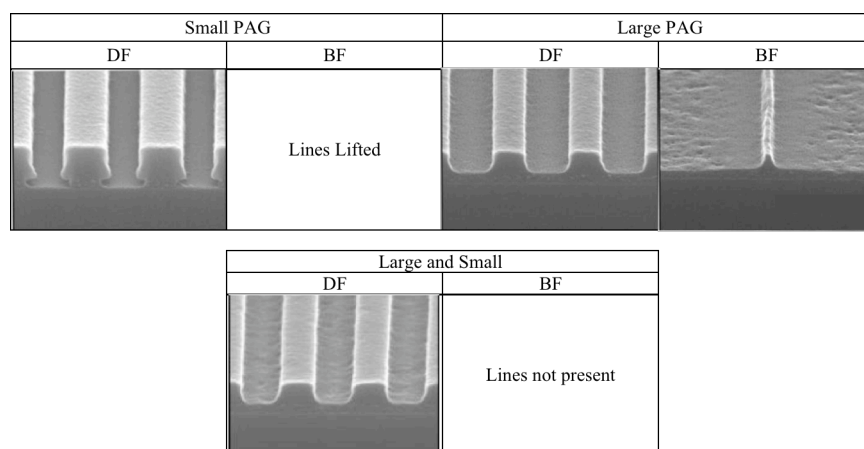 Small PAG
Large PAG
DF
BF
DF
BF
Lines Lifted
Large and Small
DF
BF
Lines not present